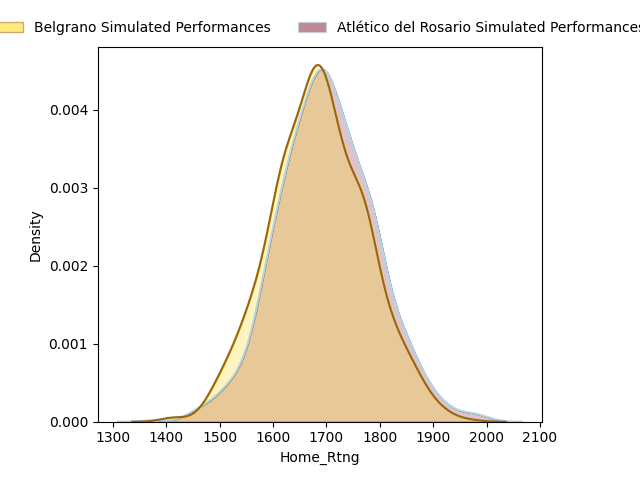 Belgrano Simulated Performances Atlético del Rosario Simulated Performances
0.004
0.003
0.002
0.001
0.000
Density
1300 1400 1500 1600 1700 1800 1900 2000 2100
Home_Rtng